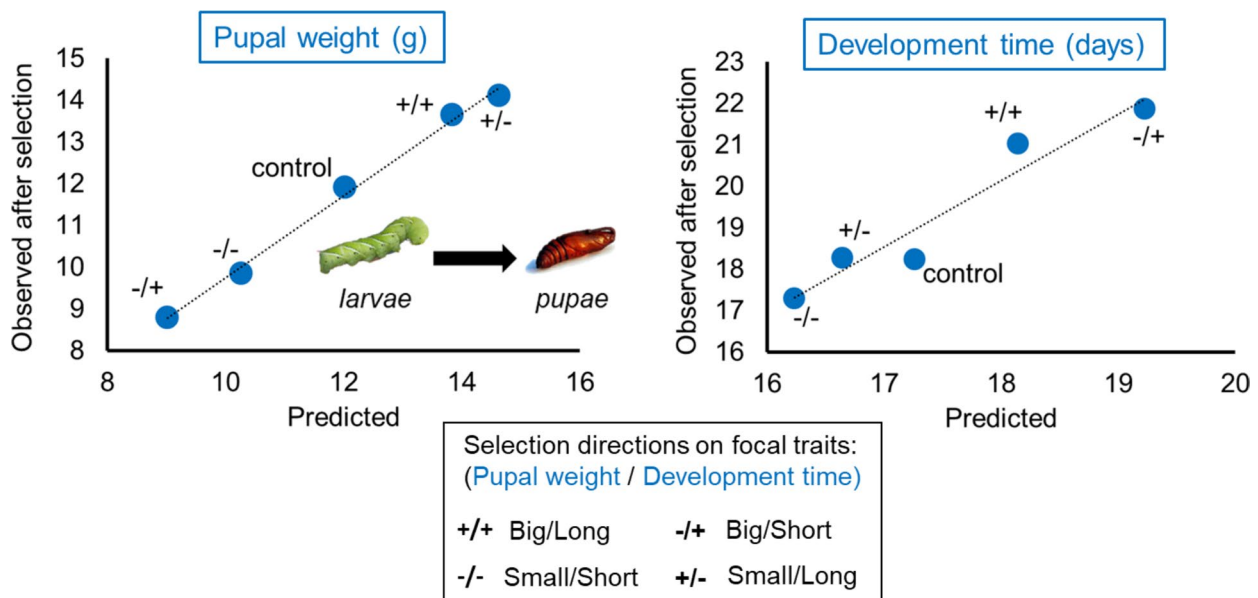 Pupal weight (g)
Observed after selection
15
14
13
12
11
10
9
8
+/+
+/-
control
-/-
-/+
larvae
pupae
8
10
12
14
16
Predicted
Development time (days)
Observed after selection
23
22
21
20
19
18
17
16
+/+
-/+
+/-
control
-/-
16
17
18
19
20
Predicted
Selection directions on focal traits:
(Pupal weight / Development time)
+/+ Big/Long
-/+ Big/Short
-/- Small/Short
+/- Small/Long